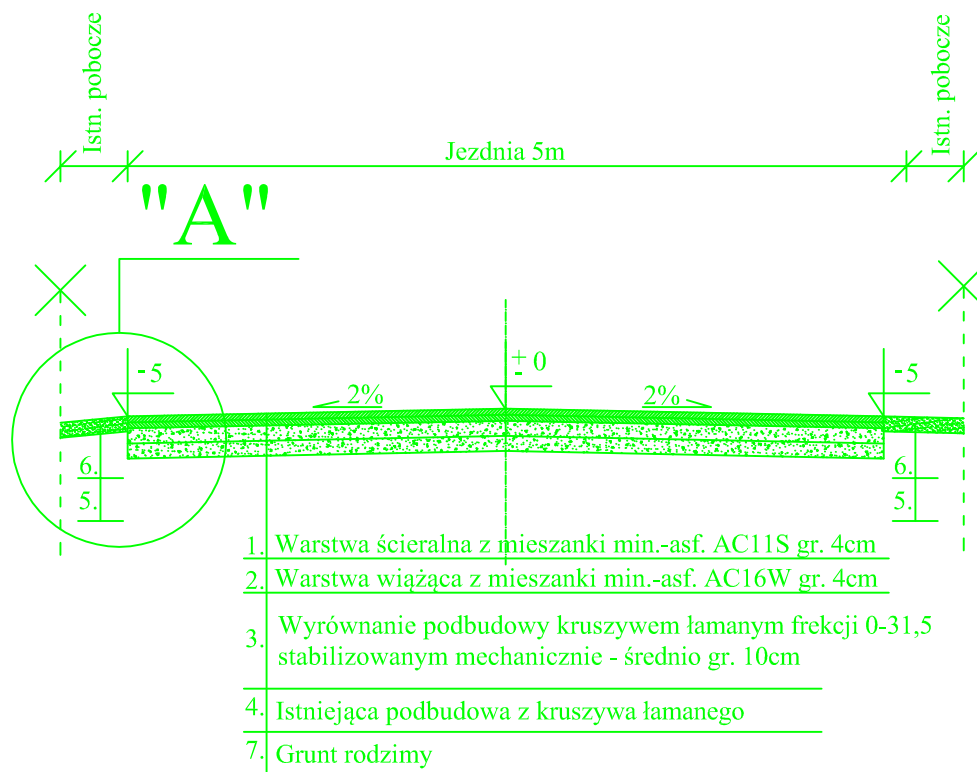 Istn. pobocze
Istn. pobocze
Jezdnia 5m
"A"
-5
± 0
-5
2%
2%
6.
5.
6.
5.
1. Warstwa ścieralna z mieszanki min.-asf. AC11S gr. 4cm
2. Warstwa wiążąca z mieszanki min.-asf. AC16W gr. 4cm
3. Wyrównanie podbudowy kruszywem łamanym frekcji 0-31,5
stabilizowanym mechanicznie - średnio gr. 10cm
4. Istniejąca podbudowa z kruszywa łamanego
7. Grunt rodzimy